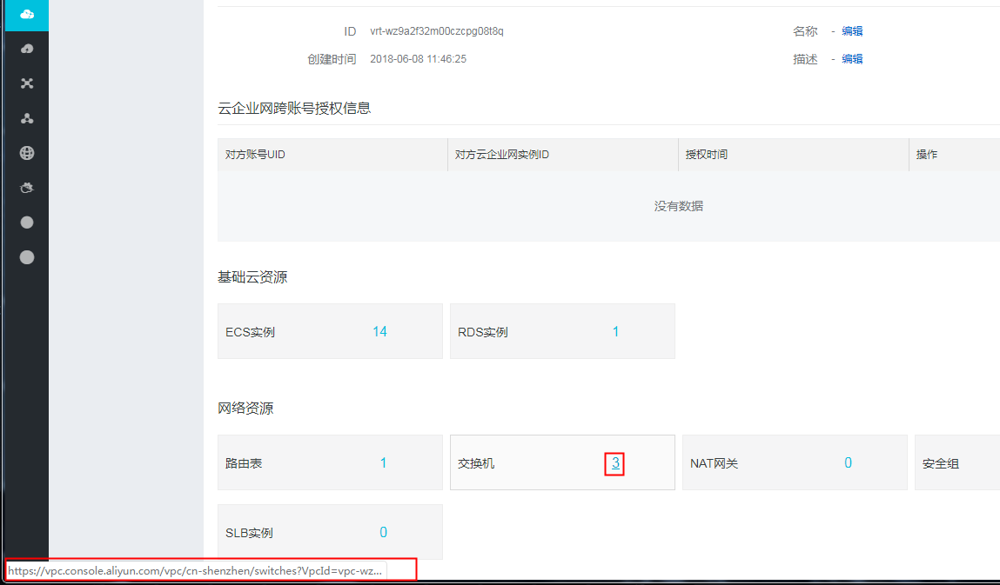 ID vrt-wz9a2f32m00czcpg08t8q 名称 - 编辑
创建时间 2018-06-08 11:46:25 描述 - 编辑
云企业网跨账号授权信息
对方账号UID 对方云企业网实例ID 授权时间 操作
没有数据
基础云资源
ECS实例 14 RDS实例 1
网络资源
路由表 1 交换机 3 NAT网关 0 安全组
SLB实例 0
https://vpc.console.aliyun.com/vpc/cn-shenzhen/switches?VpcId=vpc-wz...